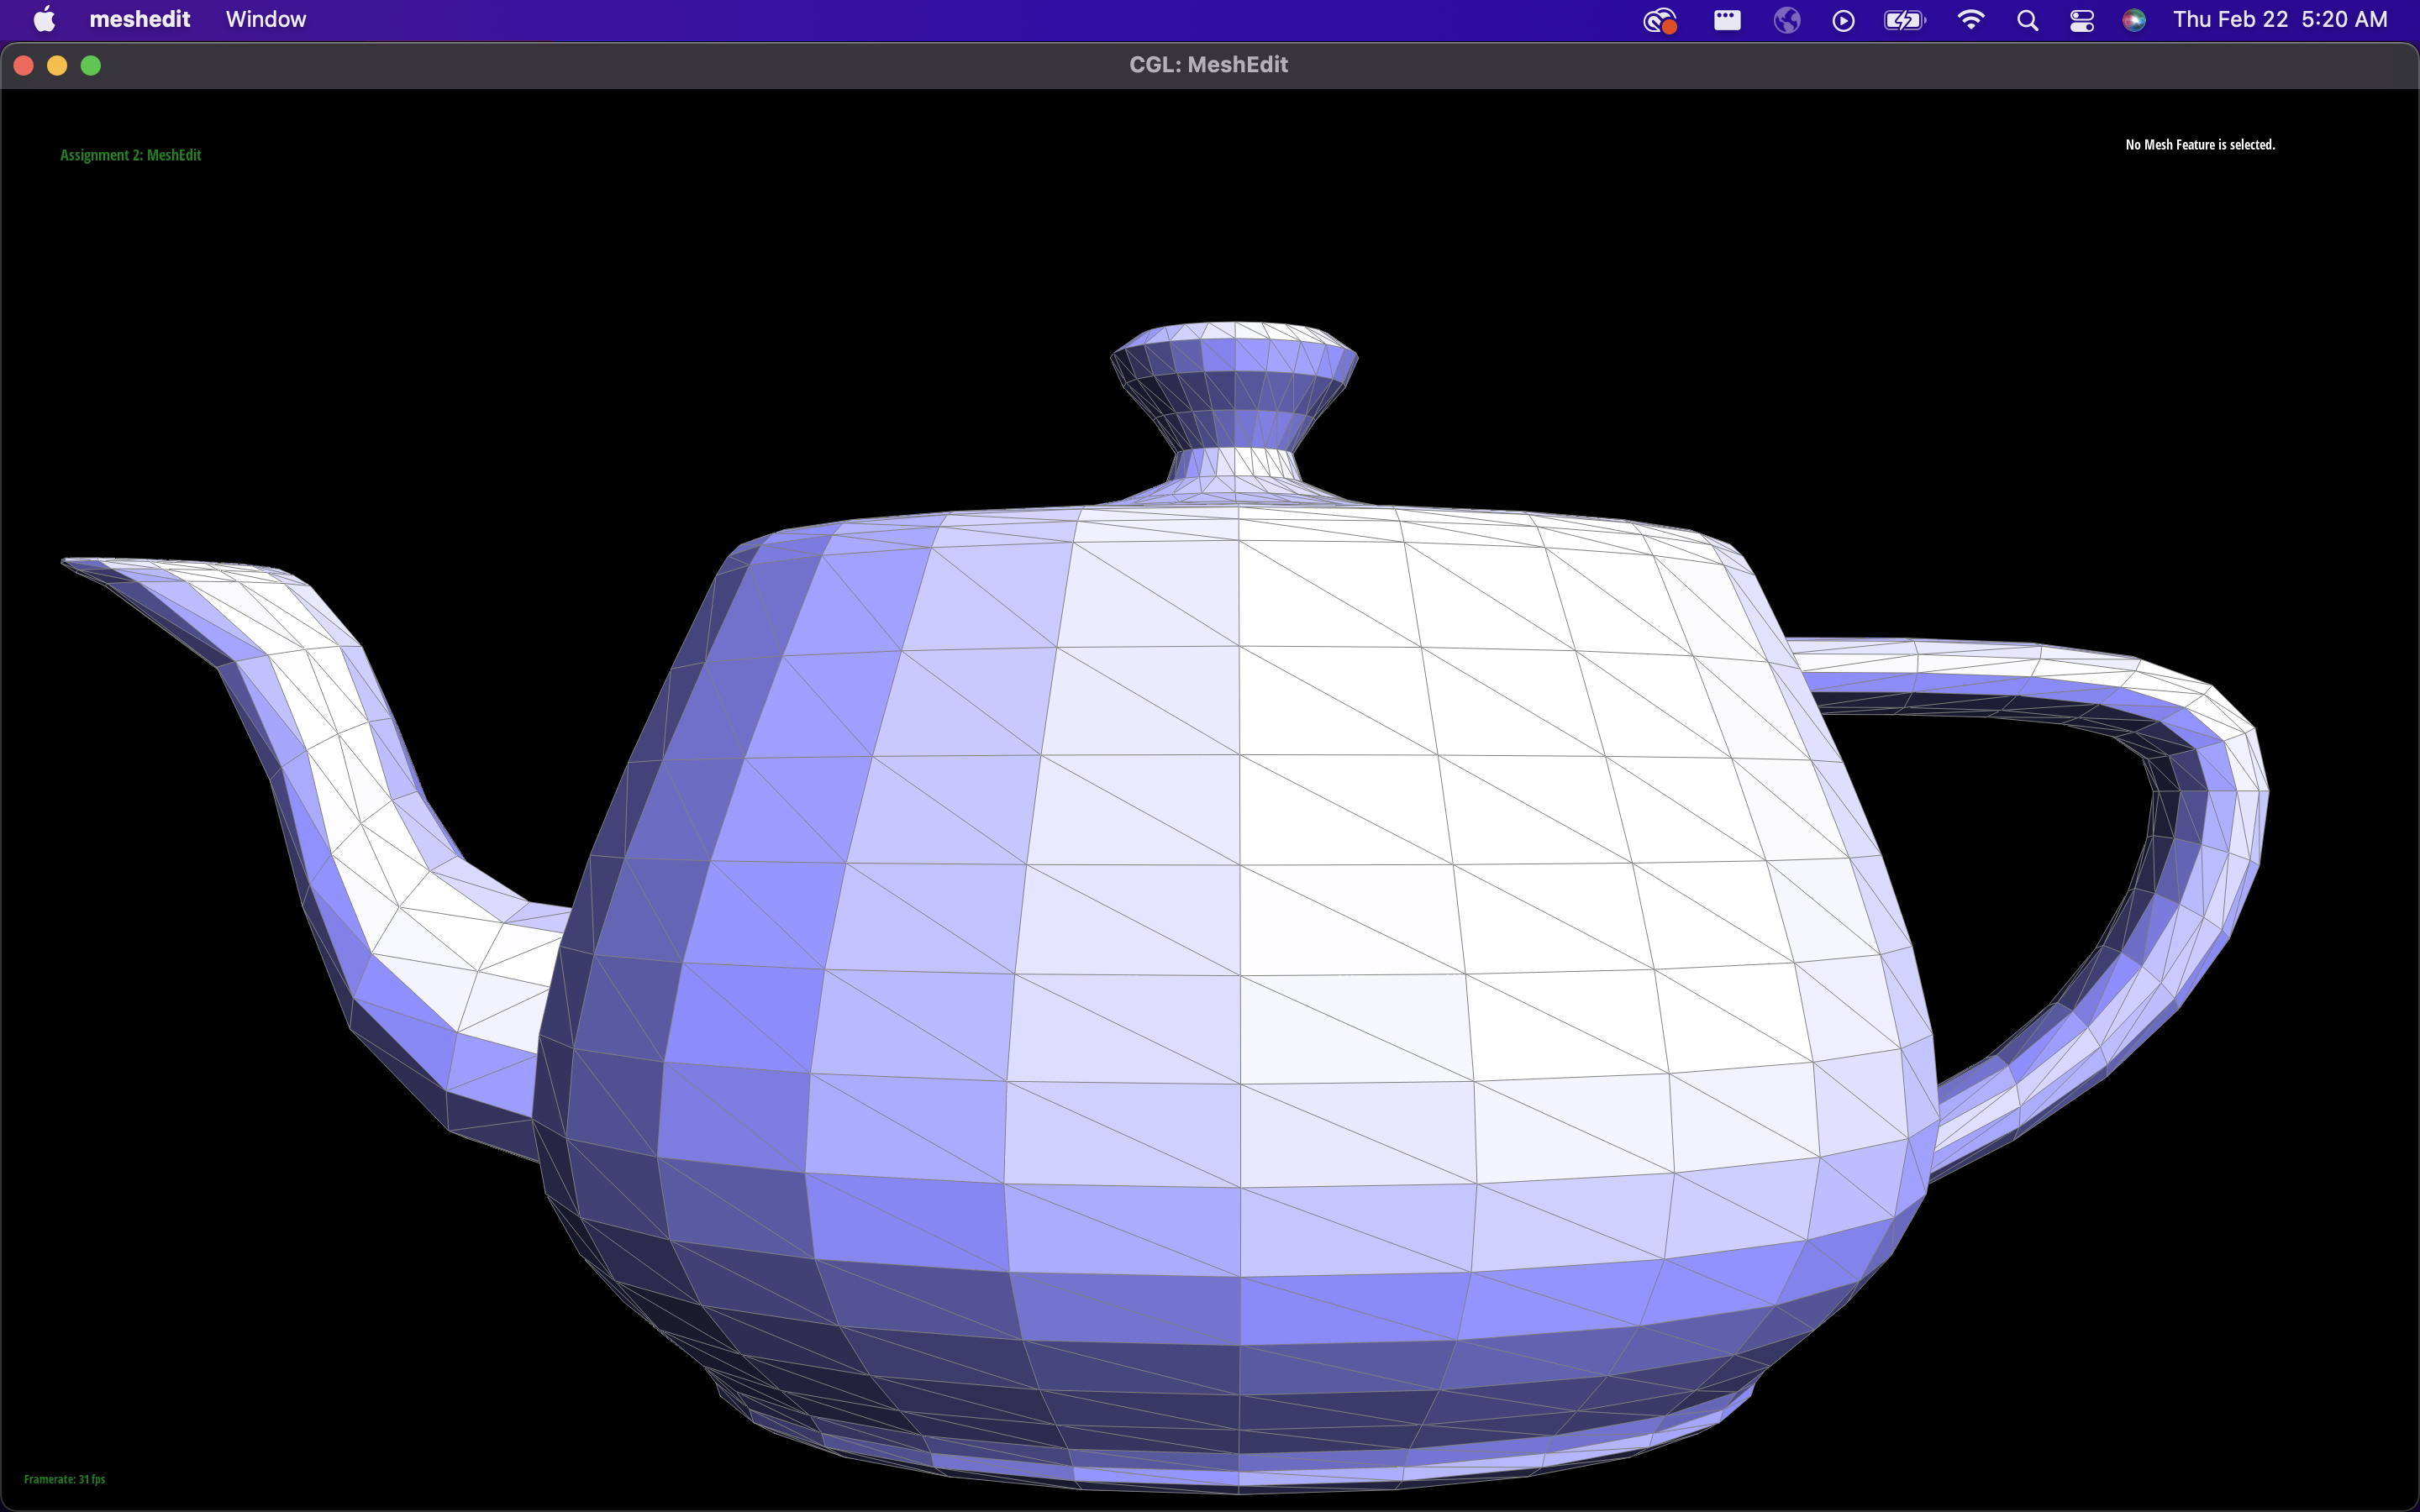 meshedit Window Thu Feb 22 5:20 AM
CGL: MeshEdit
No Mesh Feature is selected.
Assignment 2: MeshEdit
Framerate: 31 fps